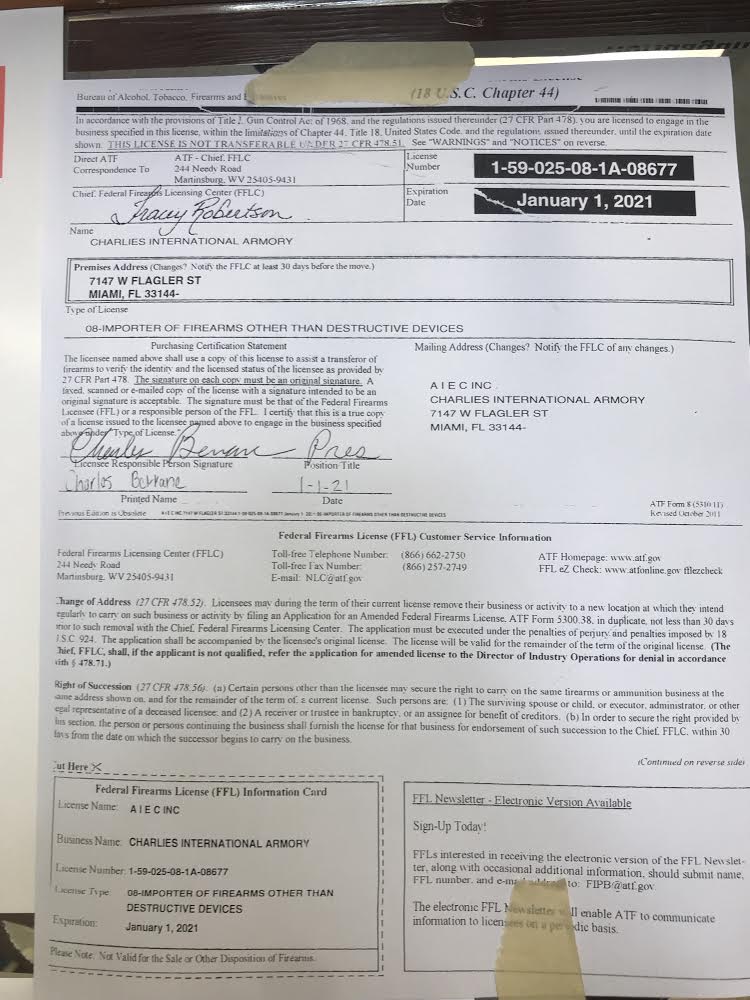 Bureau of Alcohol, Tobacco, Firearms and
(18 U.S.C. Chapter 44)
In accordance with the provisions of Title I, Gun Control Act of 1968, and the regulations issued thereunder (27 CFR Part 478), you are licensed to engage in the
business specified in this license, within the limitations of Chapter 44, Title 18, United States Code, and the regulations issued thereunder, until the expiration date
shown. THIS LICENSE IS NOT TRANSFERABLE UNDER 27 CFR 478.51. See "WARNINGS" and "NOTICES" on reverse.
Direct ATF
Correspondence To
ATF - Chief, FFLC
244 Needy Road
Martinsburg, WV 25405-9431
License
Number
1-59-025-08-1A-08677
Chief, Federal Firearms Licensing Center (FFLC)
Tracey Robertson
Expiration
Date
January 1, 2021
Name
CHARLIES INTERNATIONAL ARMORY
Premises Address (Changes? Notify the FFLC at least 30 days before the move.)
7147 W FLAGLER ST
MIAMI, FL 33144-
Type of License
08-IMPORTER OF FIREARMS OTHER THAN DESTRUCTIVE DEVICES
Purchasing Certification Statement
The licensee named above shall use a copy of this license to assist a transferor of
firearms to verify the identity and the licensed status of the licensee as provided by
27 CFR Part 478. The signature on each copy must be an original signature. A
faxed, scanned or e-mailed copy of the license with a signature intended to be an
original signature is acceptable. The signature must be that of the Federal Firearms
Licensee (FFL) or a responsible person of the FFL. I certify that this is a true copy
of a license issued to the licensee named above to engage in the business specified
above under "Type of License."
Mailing Address (Changes? Notify the FFLC of any changes.)
A I E C INC
CHARLIES INTERNATIONAL ARMORY
7147 W FLAGLER ST
MIAMI, FL 33144-
Charles Pres
Licensee Responsible Person Signature Position Title
Charlos 1-1-21
Printed Name Date
Previous Edition is Obsolete
ATF Form 8 (5310.11)
Revised October 2011
Federal Firearms License (FFL) Customer Service Information
Federal Firearms Licensing Center (FFLC)
244 Needy Road
Martinsburg, WV 25405-9431
Toll-free Telephone Number: (866) 662-2750
Toll-free Fax Number: (866) 257-2749
E-mail: NLC@atf.gov
ATF Homepage: www.atf.gov
FFL eZ Check: www.atfonline.gov/fflezcheck
Change of Address (27 CFR 478.52). Licensees may during the term of their current license remove their business or activity to a new location at which they intend
regularly to carry on such business or activity by filing an Application for an Amended Federal Firearms License, ATF Form 5300.38, in duplicate, not less than 30 days
prior to such removal with the Chief, Federal Firearms Licensing Center. The application must be executed under the penalties of perjury and penalties imposed by 18
U.S.C. 924. The application shall be accompanied by the licensee's original license. The license will be valid for the remainder of the term of the original license. (The
Chief, FFLC, shall, if the applicant is not qualified, refer the application for amended license to the Director of Industry Operations for denial in accordance
with § 478.71.)
Right of Succession (27 CFR 478.56). (a) Certain persons other than the licensee may secure the right to carry on the same firearms or ammunition business at the
same address shown on, and for the remainder of the term of, a current license. Such persons are: (1) The surviving spouse or child, or executor, administrator, or other
legal representative of a deceased licensee; and (2) A receiver or trustee in bankruptcy, or an assignee for benefit of creditors. (b) In order to secure the right provided by
this section, the person or persons continuing the business shall furnish the license for that business for endorsement of such succession to the Chief, FFLC, within 30
days from the date on which the successor begins to carry on the business.
(Continued on reverse side)
Cut Here
Federal Firearms License (FFL) Information Card
License Name: A I E C INC
Business Name: CHARLIES INTERNATIONAL ARMORY
License Number: 1-59-025-08-1A-08677
License Type: 08-IMPORTER OF FIREARMS OTHER THAN
DESTRUCTIVE DEVICES
Expiration: January 1, 2021
Please Note: Not Valid for the Sale or Other Disposition of Firearms.
FFL Newsletter - Electronic Version Available
Sign-Up Today!
FFLs interested in receiving the electronic version of the FFL Newslet-
ter, along with occasional additional information, should submit name,
FFL number, and e-mail address to: FIPB@atf.gov
The electronic FFL Newsletter will enable ATF to communicate
information to licensees on a periodic basis.